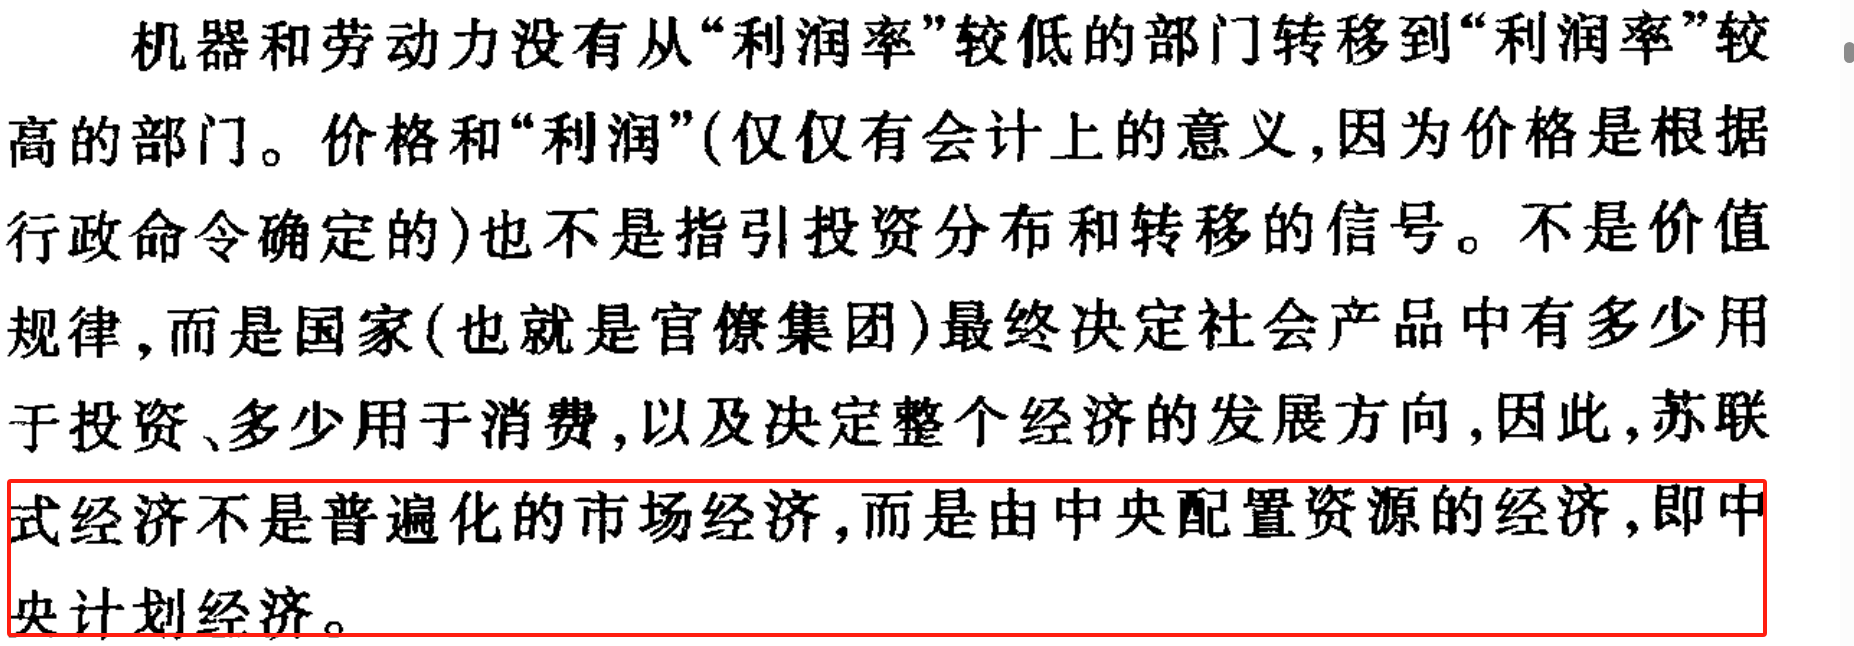 机器和劳动力没有从“利润率”较低的部门转移到“利润率”较
高的部门。价格和“利润”(仅仅有会计上的意义,因为价格是根据
行政命令确定的)也不是指引投资分布和转移的信号。不是价值
规律,而是国家(也就是官僚集团)最终决定社会产品中有多少用
于投资、多少用于消费,以及决定整个经济的发展方向,因此,苏联
式经济不是普遍化的市场经济,而是由中央配置资源的经济,即中
央计划经济。